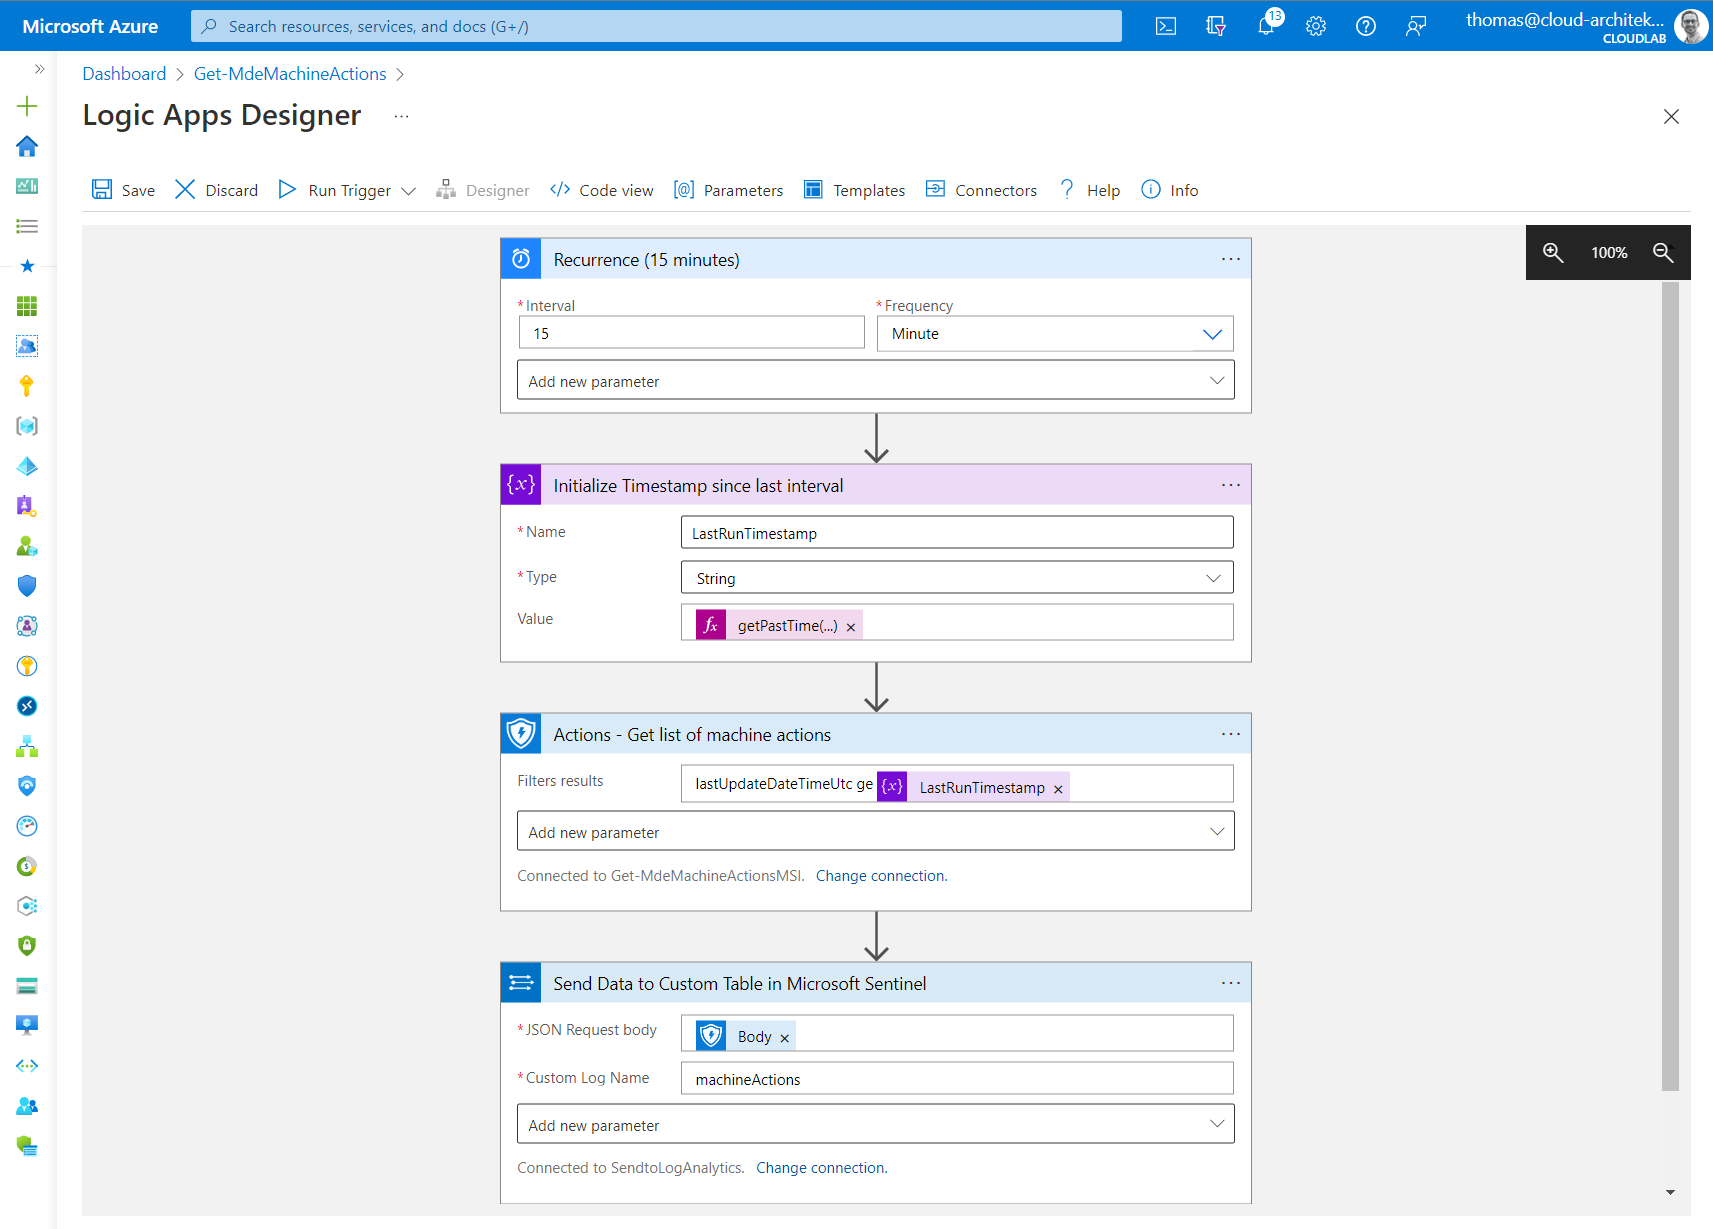 Microsoft Azure
Search resources, services, and docs (G+/)
13
thomas@cloud-architek...
CLOUDLAB
Dashboard > Get-MdeMachineActions >
Logic Apps Designer ...
Save Discard Run Trigger Designer Code view Parameters Templates Connectors Help Info
100%
Recurrence (15 minutes) ...
* Interval
* Frequency
15
Minute
Add new parameter
{x} Initialize Timestamp since last interval ...
* Name
LastRunTimestamp
* Type
String
Value
fx getPastTime(...) ×
Actions - Get list of machine actions ...
Filters results
lastUpdateDateTimeUtc ge {x} LastRunTimestamp ×
Add new parameter
Connected to Get-MdeMachineActionsMSI. Change connection.
Send Data to Custom Table in Microsoft Sentinel ...
* JSON Request body
Body ×
* Custom Log Name
machineActions
Add new parameter
Connected to SendtoLogAnalytics. Change connection.